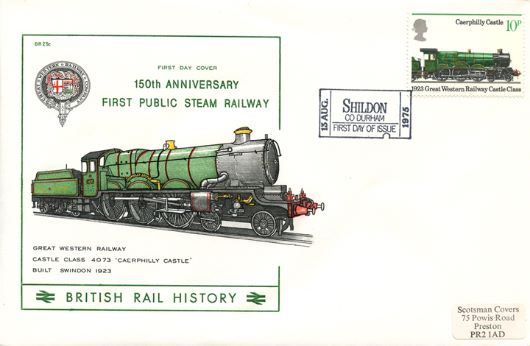 DR 23c
FIRST DAY COVER
150th ANNIVERSARY
FIRST PUBLIC STEAM RAILWAY
Caerphilly Castle
10P
1923 Great Western Railway Castle Class
13 AUG.
SHILDON
CO DURHAM
FIRST DAY OF ISSUE
1975
GREAT WESTERN RAILWAY
CASTLE CLASS 4073 'CAERPHILLY CASTLE'
BUILT SWINDON 1923
BRITISH RAIL HISTORY
Scotsman Covers
75 Powis Road
Preston
PR2 1AD